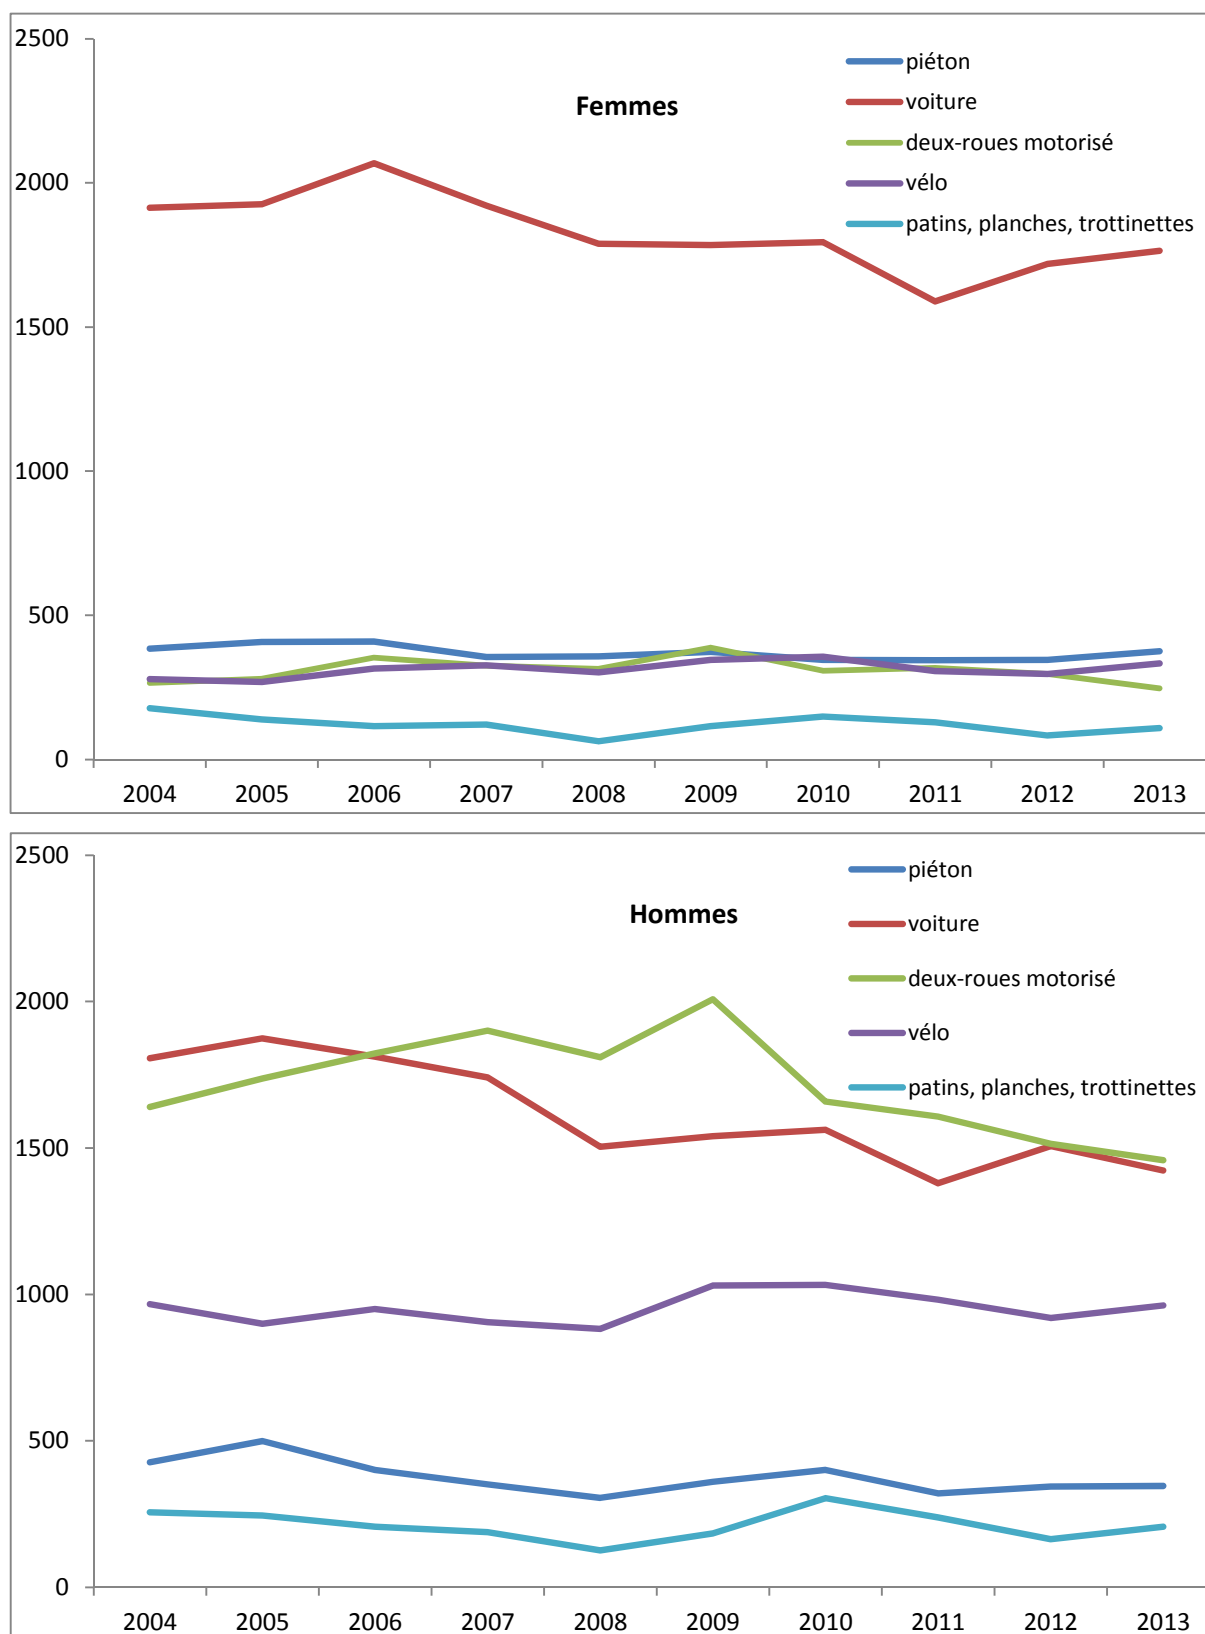 2500
2000
1500
1000
500
0
Femmes
piéton
voiture
deux-roues motorisé
vélo
patins, planches, trottinettes
2004 2005 2006 2007 2008 2009 2010 2011 2012 2013
2500
2000
1500
1000
500
0
Hommes
piéton
voiture
deux-roues motorisé
vélo
patins, planches, trottinettes
2004 2005 2006 2007 2008 2009 2010 2011 2012 2013